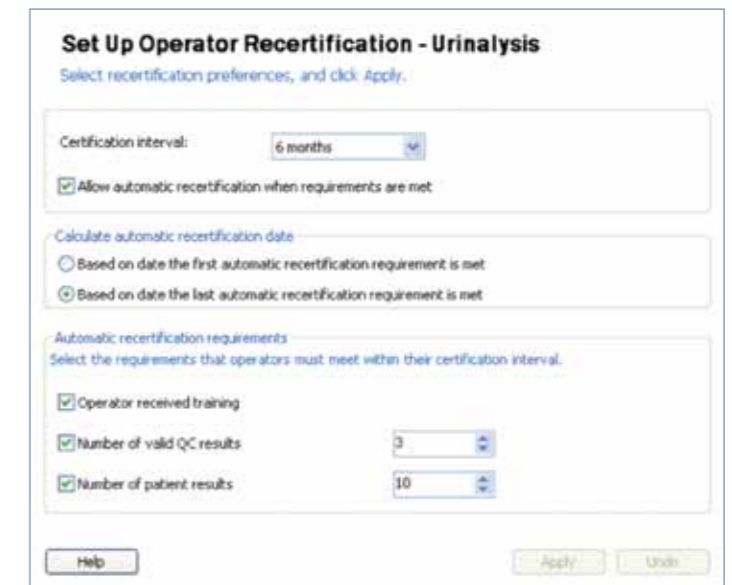 Set Up Operator Recertification - Urinalysis
Select recertification preferences, and click Apply.
Certification interval:
6 months
Allow automatic recertification when requirements are met
Calculate automatic recertification date
Based on date the first automatic recertification requirement is met
Based on date the last automatic recertification requirement is met
Automatic recertification requirements
Select the requirements that operators must meet within their certification interval.
Operator received training
Number of valid QC results 3
Number of patient results 10
Help Apply Undo